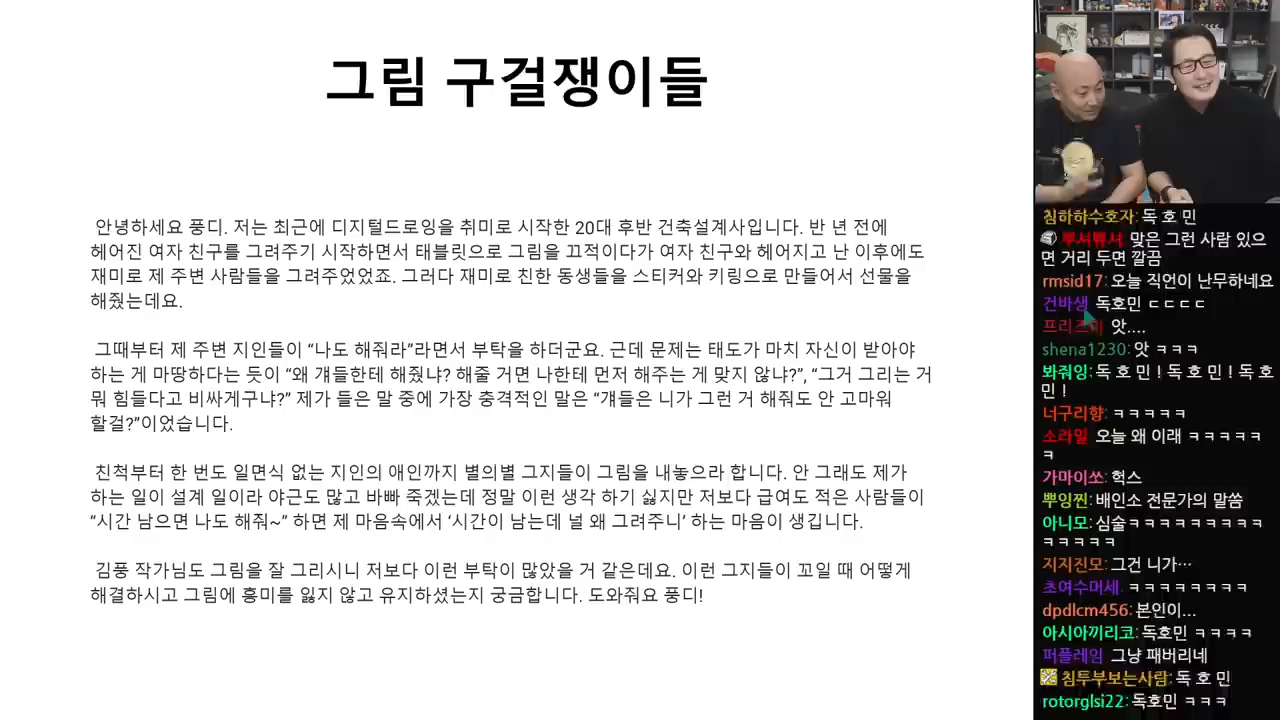 그림 구걸쟁이들
안녕하세요 풍디. 저는 최근에 디지털드로잉을 취미로 시작한 20대 후반 건축설계사입니다. 반 년 전에
헤어진 여자 친구를 그려주기 시작하면서 태블릿으로 그림을 끄적이다가 여자 친구와 헤어지고 난 이후에도
재미로 제 주변 사람들을 그려주었었죠. 그러다 재미로 친한 동생들을 스티커와 키링으로 만들어서 선물을
해줬는데요.
그때부터 제 주변 지인들이 “나도 해줘라”라면서 부탁을 하더군요. 근데 문제는 태도가 마치 자신이 받아야
하는 게 마땅하다는 듯이 “왜 걔들한테 해줬냐? 해줄 거면 나한테 먼저 해주는 게 맞지 않냐?”, “그거 그리는 거
뭐 힘들다고 비싸게구냐?” 제가 들은 말 중에 가장 충격적인 말은 “걔들은 니가 그런 거 해줘도 안 고마워
할걸?”이었습니다.
친척부터 한 번도 일면식 없는 지인의 애인까지 별의별 그지들이 그림을 내놓으라 합니다. 안 그래도 제가
하는 일이 설계 일이라 야근도 많고 바빠 죽겠는데 정말 이런 생각 하기 싫지만 저보다 급여도 적은 사람들이
“시간 남으면 나도 해줘~” 하면 제 마음속에서 ‘시간이 남는데 널 왜 그려주니’ 하는 마음이 생깁니다.
김풍 작가님도 그림을 잘 그리시니 저보다 이런 부탁이 많았을 거 같은데요. 이런 그지들이 꼬일 때 어떻게
해결하시고 그림에 흥미를 잃지 않고 유지하셨는지 궁금합니다. 도와줘요 풍디!
침하하수호자: 독 호 민
맞은 그런 사람 있으
면 거리 두면 깔끔
rmsid17: 오늘 직언이 난무하네요
건바생 독호민 ㄷㄷㄷㄷ
앗....
shena1230: 앗 ㅋㅋㅋ
봐줘잉: 독 호 민 ! 독 호 민 ! 독 호
민 !
너구리향: ㅋㅋㅋㅋㅋ
소라말 오늘 왜 이래 ㅋㅋㅋㅋㅋ
ㅋ
가마이쏘: 혁스
뿌잉찐: 배인소 전문가의 말씀
아니모: 심술ㅋㅋㅋㅋㅋㅋㅋㅋㅋ
ㅋㅋㅋㅋㅋ
지지진모: 그건 니가…
초여수머세: ㅋㅋㅋㅋㅋㅋㅋㅋ
dpdlcm456: 본인이...
아시아끼리코: 독호민 ㅋㅋㅋㅋ
퍼플레임 그냥 패버리네
침투부보는사람: 독 호 민
rotorglsi22: 독호민 ㅋㅋㅋ